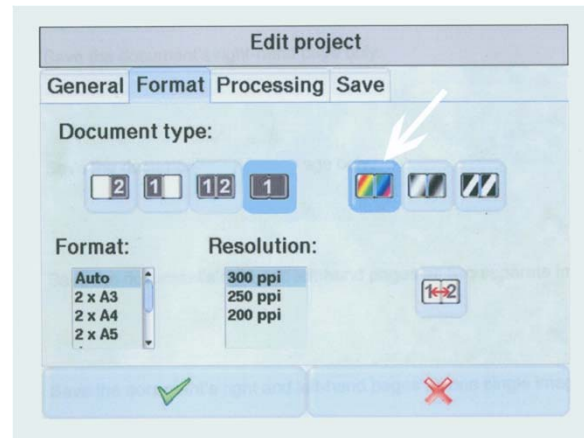 Edit project
General Format Processing Save
Document type:
2 1 1 2 1
Format: Resolution:
Auto 300 ppi
2 x A3 250 ppi
2 x A4 200 ppi
2 x A5
1 2